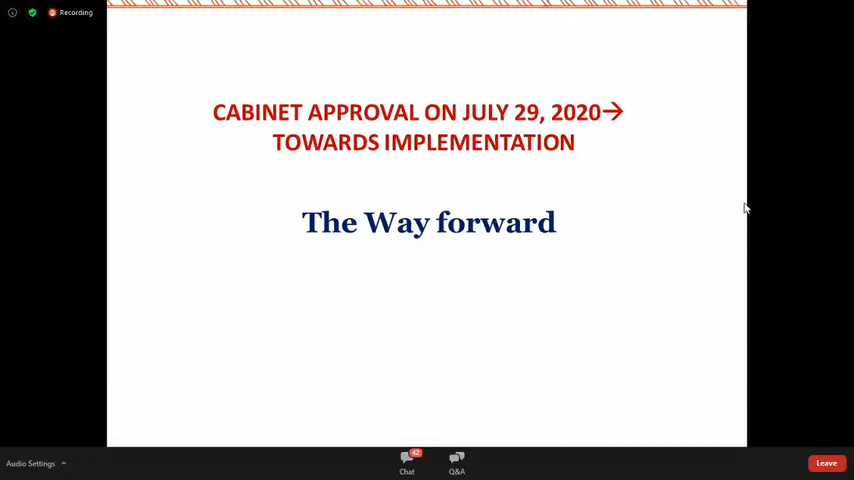 Recording
CABINET APPROVAL ON JULY 29, 2020→
TOWARDS IMPLEMENTATION
The Way forward
Audio Settings
42
Chat
Q&A
Leave